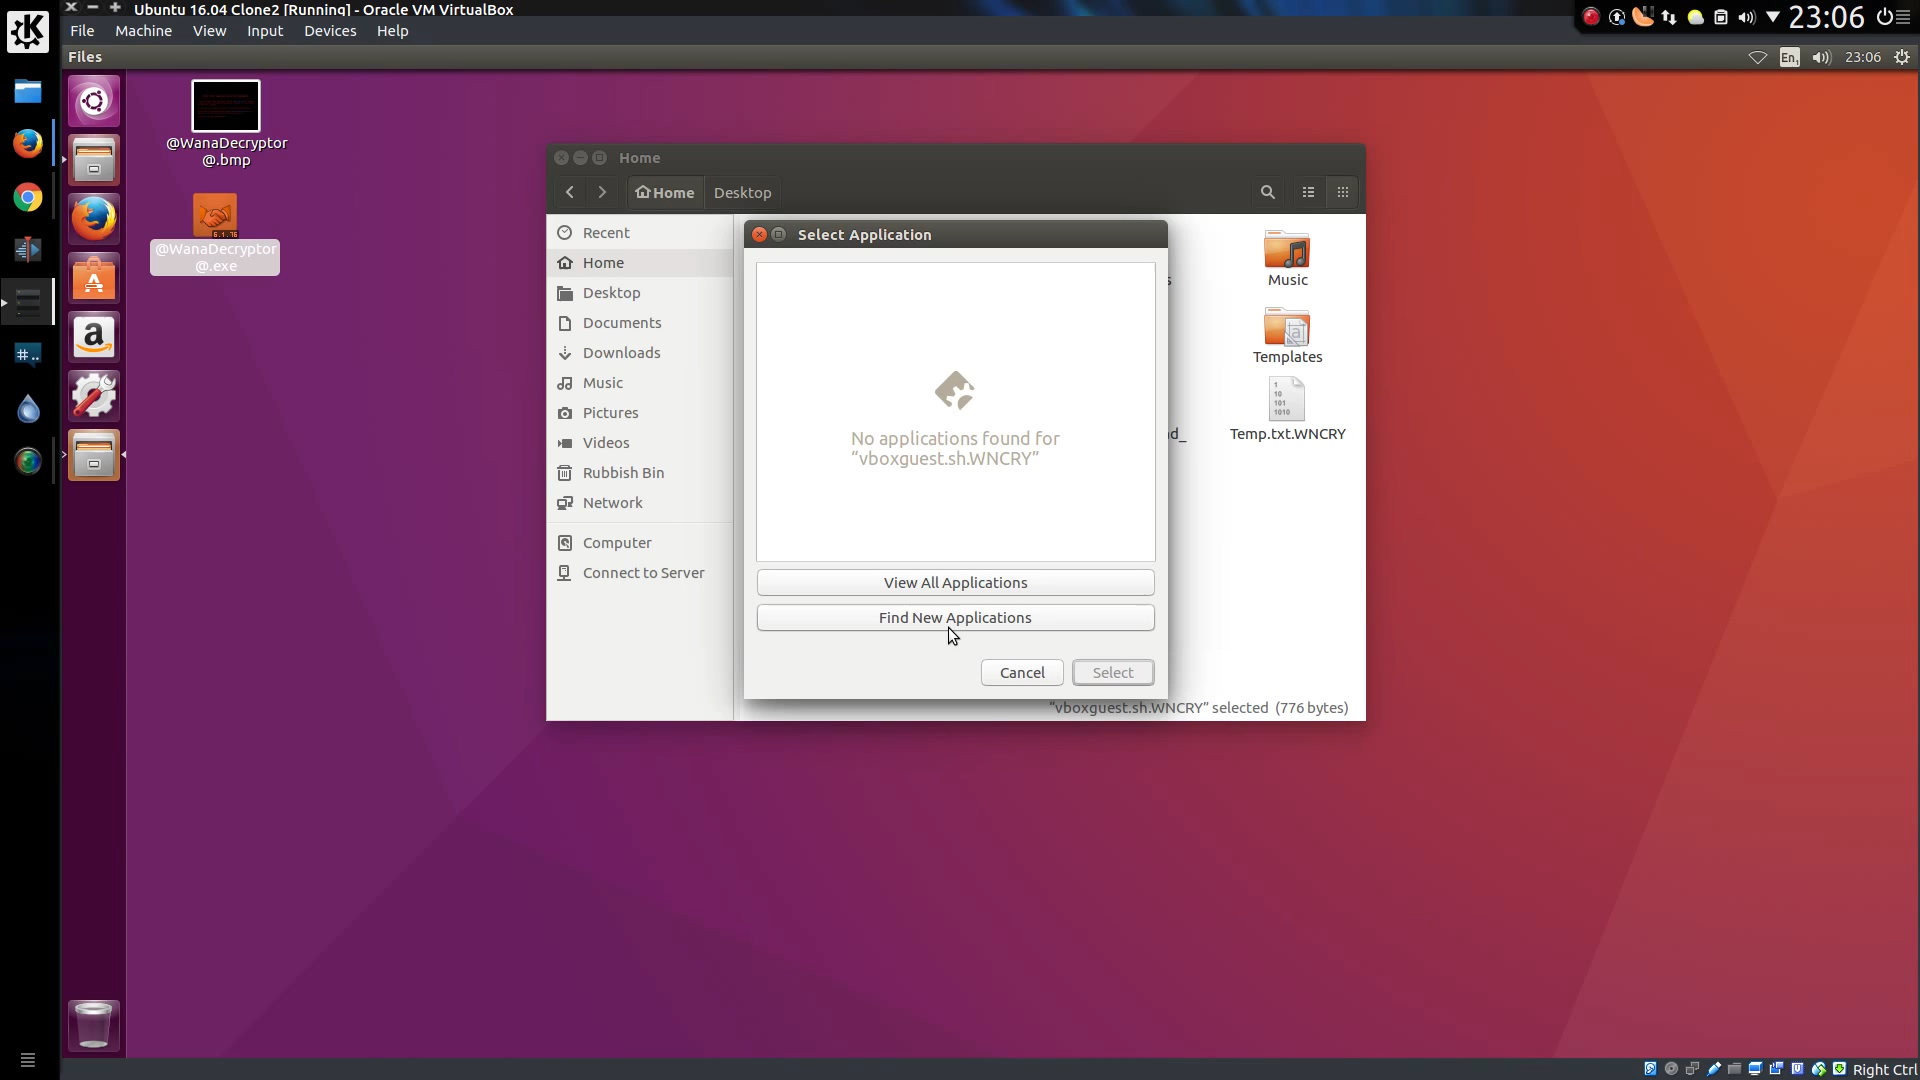 Ubuntu 16.04 Clone2 [Running] - Oracle VM VirtualBox
23:06
File Machine View Input Devices Help
Files
En1 23:06
@WanaDecryptor
@.bmp
@WanaDecryptor
@.exe
Home
Home Desktop
Recent
Home
Desktop
Documents
Downloads
Music
Pictures
Videos
Rubbish Bin
Network
Computer
Connect to Server
Select Application
No applications found for
“vboxguest.sh.WNCRY”
View All Applications
Find New Applications
Cancel Select
s
Music
Templates
d_
Temp.txt.WNCRY
“vboxguest.sh.WNCRY” selected (776 bytes)
Right Ctrl